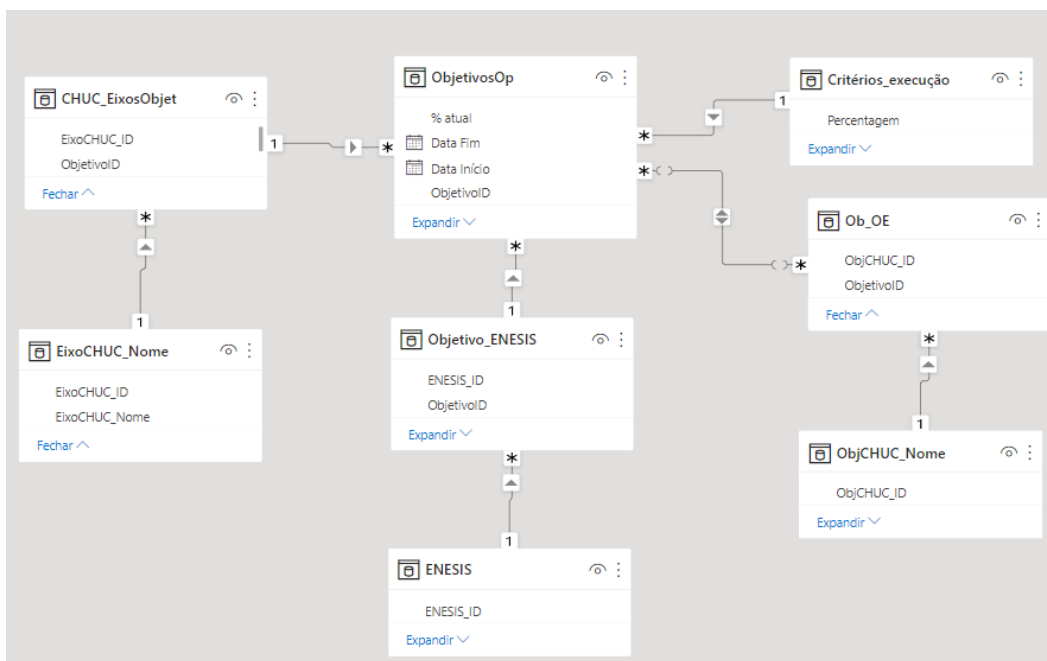 CHUC_EixosObjet
EixoCHUC_ID
ObjetivoID
Fechar
1
*
ObjetivosOp
% atual
Data Fim
Data Início
ObjetivoID
Expandir
*
*
*
1
Critérios_execução
Percentagem
Expandir
*
Ob_OE
ObjCHUC_ID
ObjetivoID
Fechar
*
1
EixoCHUC_Nome
EixoCHUC_ID
EixoCHUC_Nome
Fechar
*
1
Objetivo_ENESIS
ENESIS_ID
ObjetivoID
Expandir
*
1
ObjCHUC_Nome
ObjCHUC_ID
Expandir
*
1
ENESIS
ENESIS_ID
Expandir